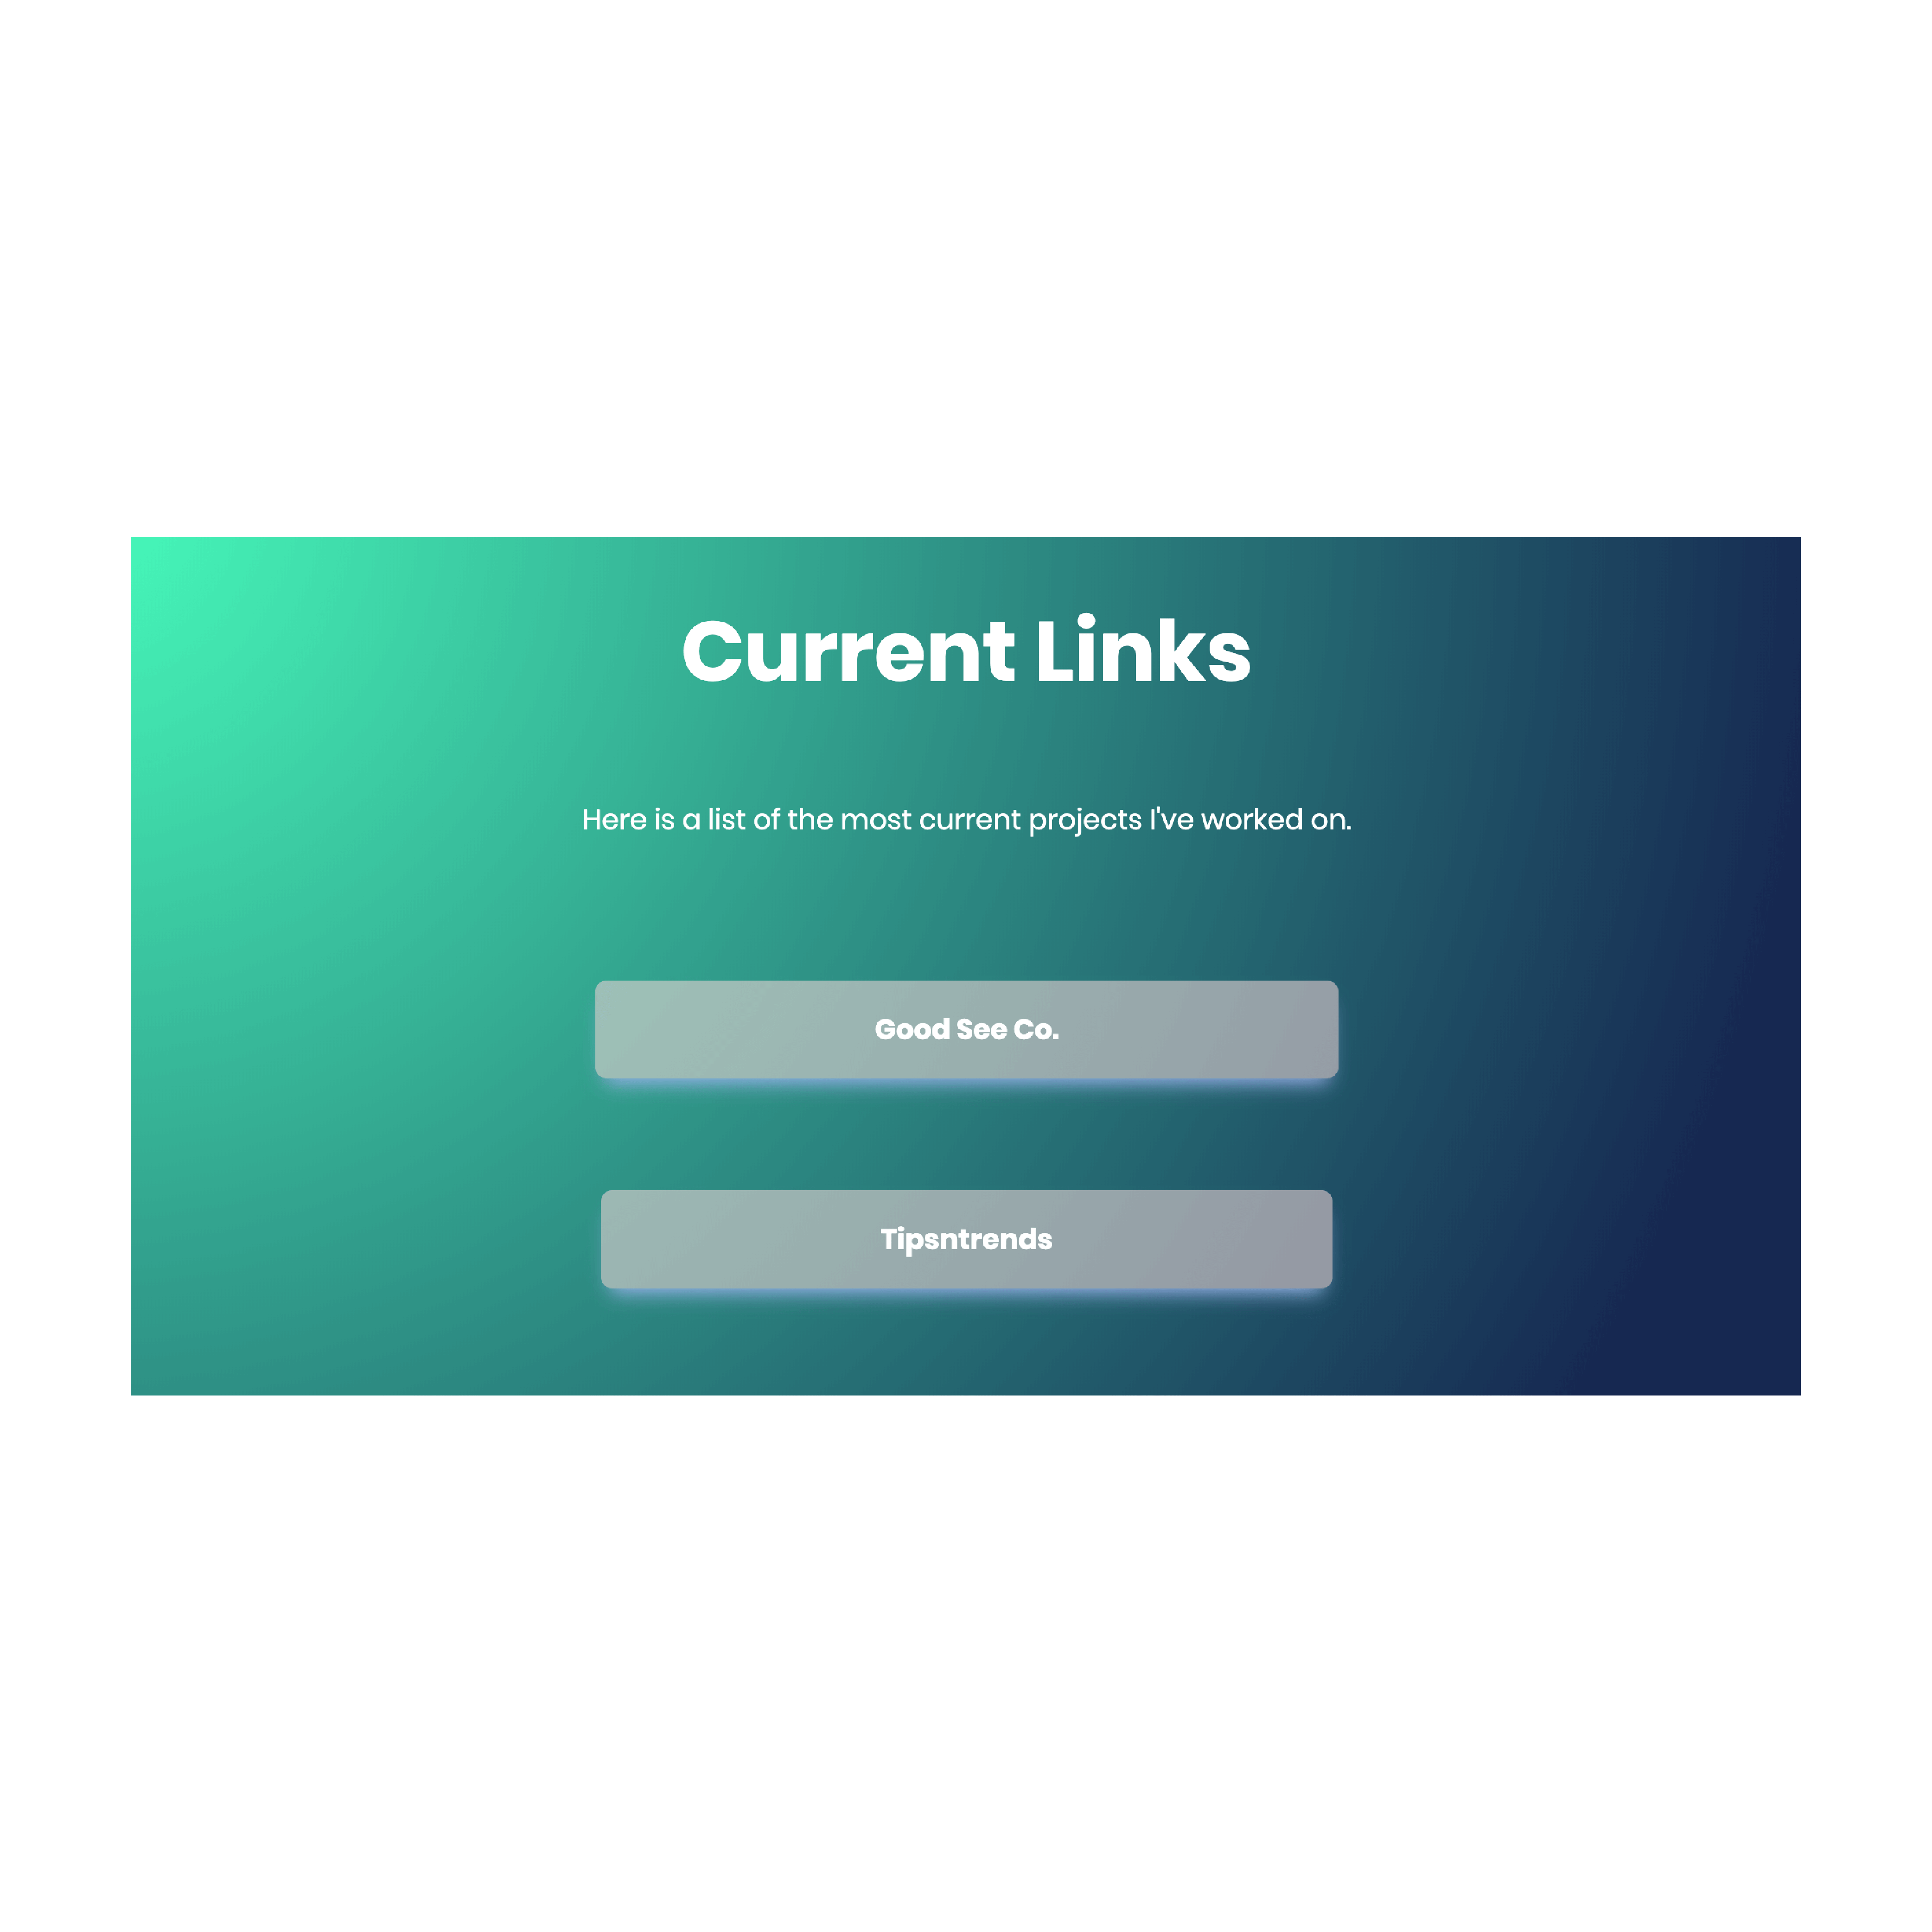 Current Links
Here is a list of the most current projects I've worked on.
Good See Co.
Tipsntrends